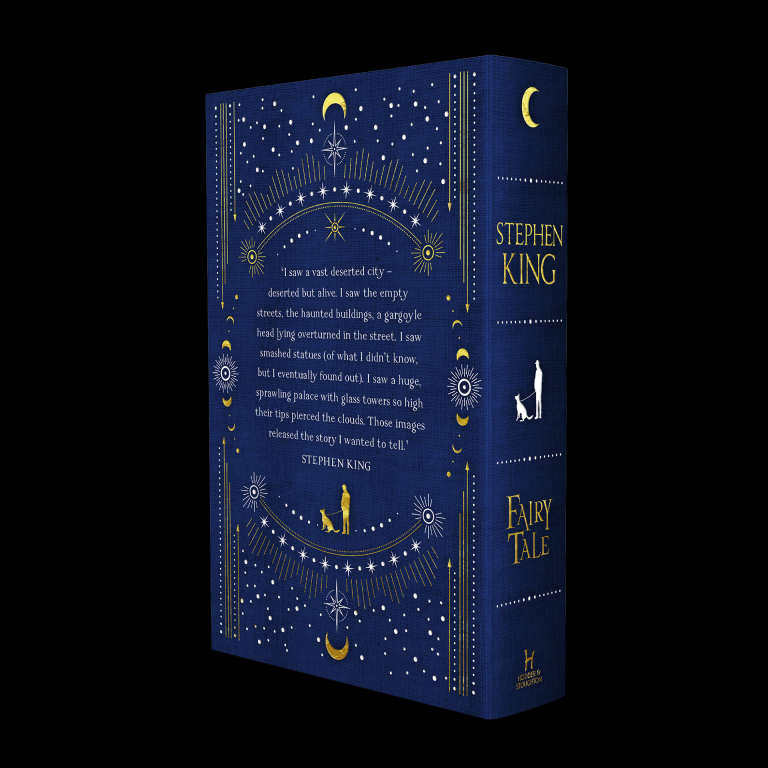 ‘I saw a vast deserted city –
deserted but alive. I saw the empty
streets, the haunted buildings, a gargoyle
head lying overturned in the street. I saw
smashed statues (of what I didn’t know,
but I eventually found out). I saw a huge,
sprawling palace with glass towers so high
their tips pierced the clouds. Those images
released the story I wanted to tell.’
STEPHEN KING
STEPHEN
KING
FAIRY
TALE
HODDER &
STOUGHTON